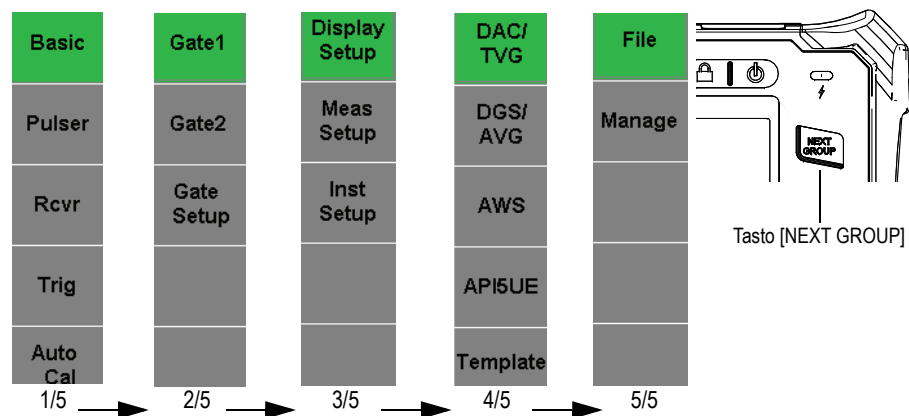 Basic
Pulser
Rcvr
Trig
Auto
Cal
1/5
Gate1
Gate2
Gate
Setup
2/5
Display
Setup
Meas
Setup
Inst
Setup
3/5
DAC/
TVG
DGS/
AVG
AWS
API5UE
Template
4/5
File
Manage
5/5
NEXT
GROUP
Tasto [NEXT GROUP]